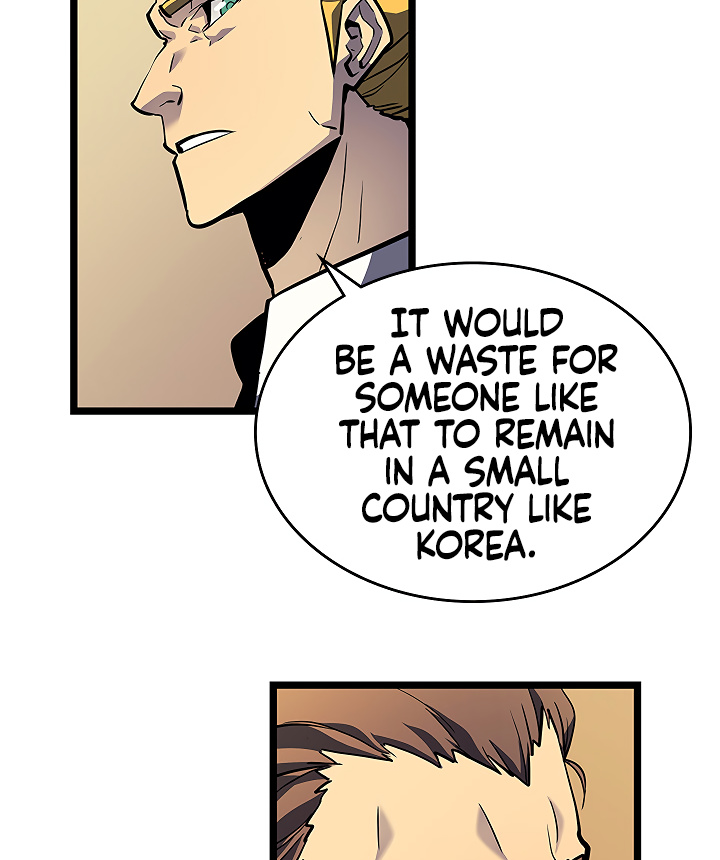 IT WOULD
BE A WASTE FOR
SOMEONE LIKE
THAT TO REMAIN
IN A SMALL
COUNTRY LIKE
KOREA.